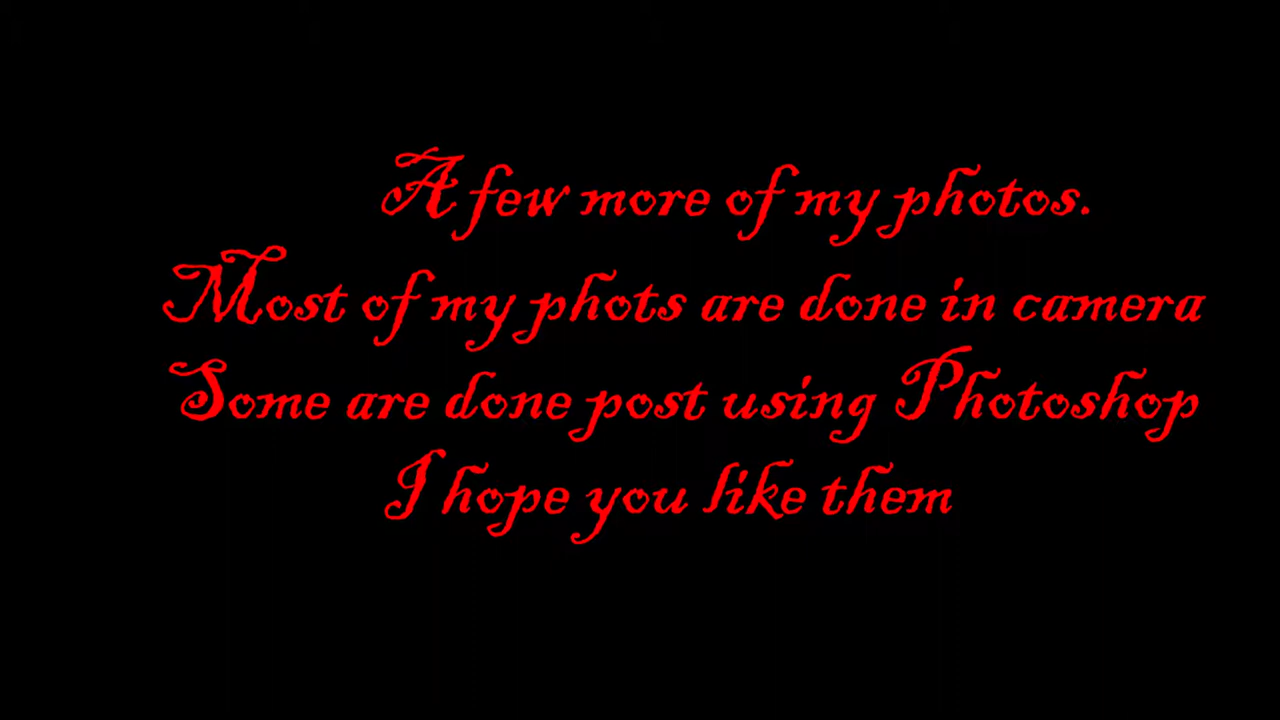 A few more of my photos.
Most of my phots are done in camera
Some are done post using Photoshop
I hope you like them